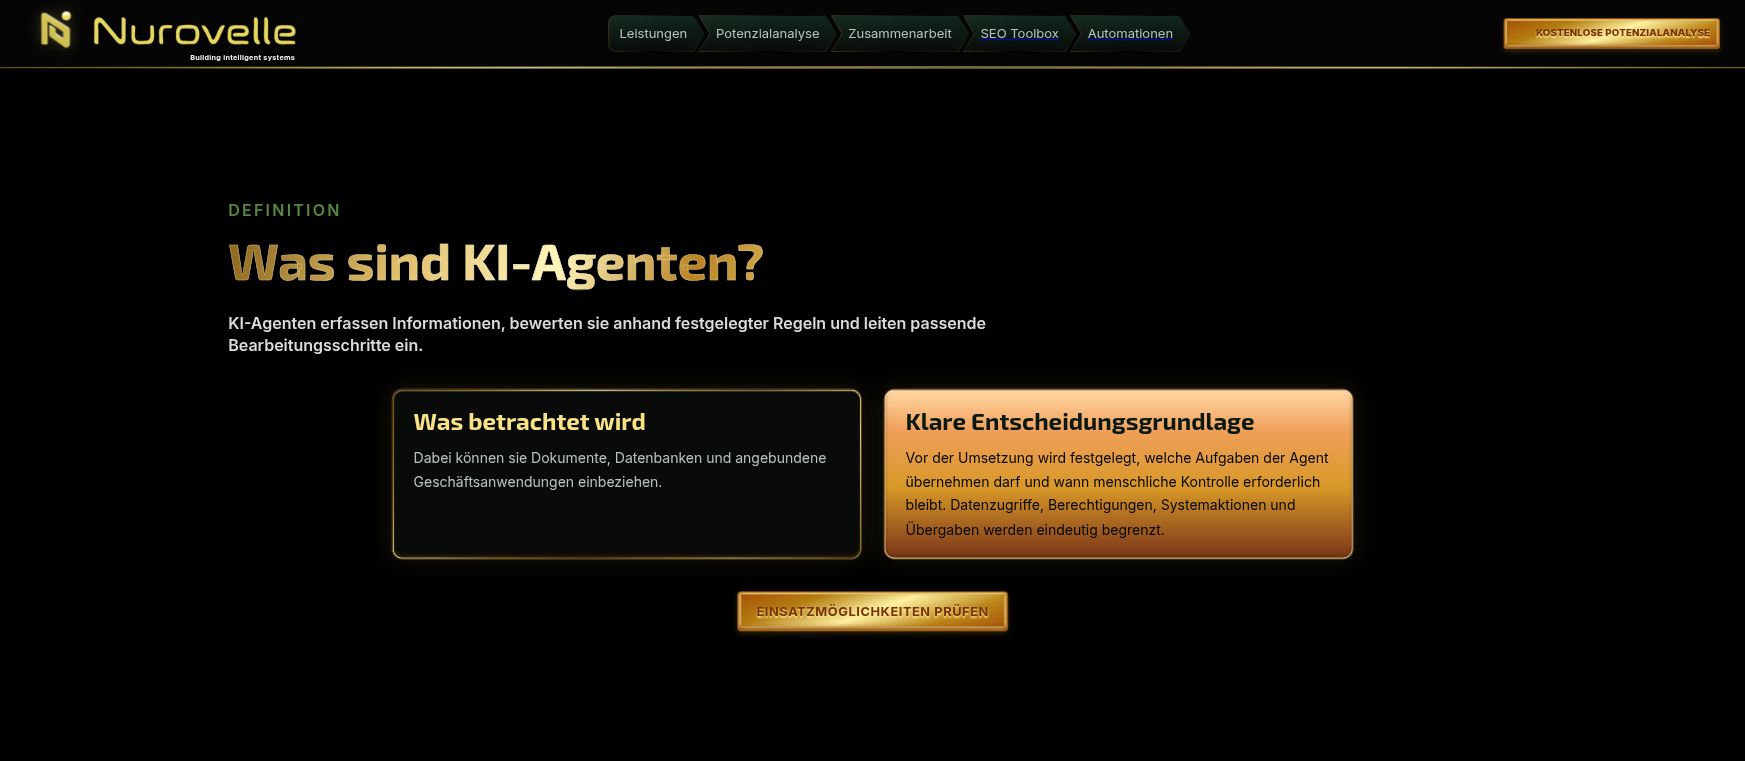 Nurovelle
Building intelligent systems
Leistungen
Potenzialanalyse
Zusammenarbeit
SEO Toolbox
Automationen
KOSTENLOSE POTENZIALANALYSE
DEFINITION
Was sind KI-Agenten?
KI-Agenten erfassen Informationen, bewerten sie anhand festgelegter Regeln und leiten passende
Bearbeitungsschritte ein.
Was betrachtet wird
Dabei können sie Dokumente, Datenbanken und angebundene
Geschäftsanwendungen einbeziehen.
Klare Entscheidungsgrundlage
Vor der Umsetzung wird festgelegt, welche Aufgaben der Agent
übernehmen darf und wann menschliche Kontrolle erforderlich
bleibt. Datenzugriffe, Berechtigungen, Systemaktionen und
Übergaben werden eindeutig begrenzt.
EINSATZMÖGLICHKEITEN PRÜFEN